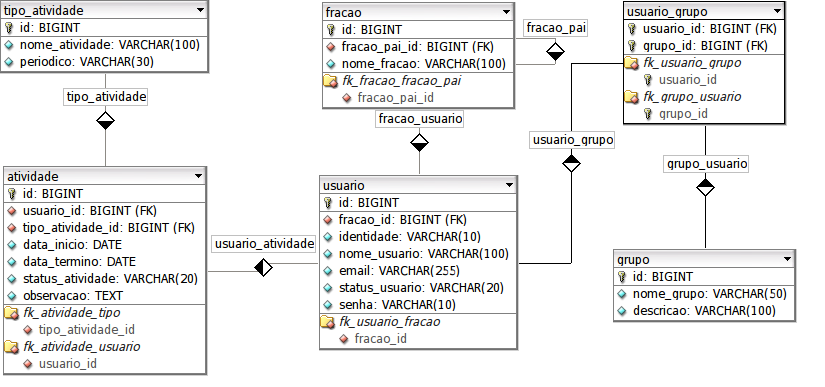 tipo_atividade
id: BIGINT
nome_atividade: VARCHAR(100)
periodico: VARCHAR(30)
tipo_atividade
atividade
id: BIGINT
usuario_id: BIGINT (FK)
tipo_atividade_id: BIGINT (FK)
data_inicio: DATE
data_termino: DATE
status_atividade: VARCHAR(20)
observacao: TEXT
fk_atividade_tipo
tipo_atividade_id
fk_atividade_usuario
usuario_id
usuario_atividade
fracao
id: BIGINT
fracao_pai_id: BIGINT (FK)
nome_fracao: VARCHAR(100)
fk_fracao_fracao_pai
fracao_pai_id
fracao_pai
fracao_usuario
usuario
id: BIGINT
fracao_id: BIGINT (FK)
identidade: VARCHAR(10)
nome_usuario: VARCHAR(100)
email: VARCHAR(255)
status_usuario: VARCHAR(20)
senha: VARCHAR(10)
fk_usuario_fracao
fracao_id
usuario_grupo
usuario_grupo
usuario_id: BIGINT (FK)
grupo_id: BIGINT (FK)
fk_usuario_grupo
usuario_id
fk_grupo_usuario
grupo_id
grupo_usuario
grupo
id: BIGINT
nome_grupo: VARCHAR(50)
descricao: VARCHAR(100)